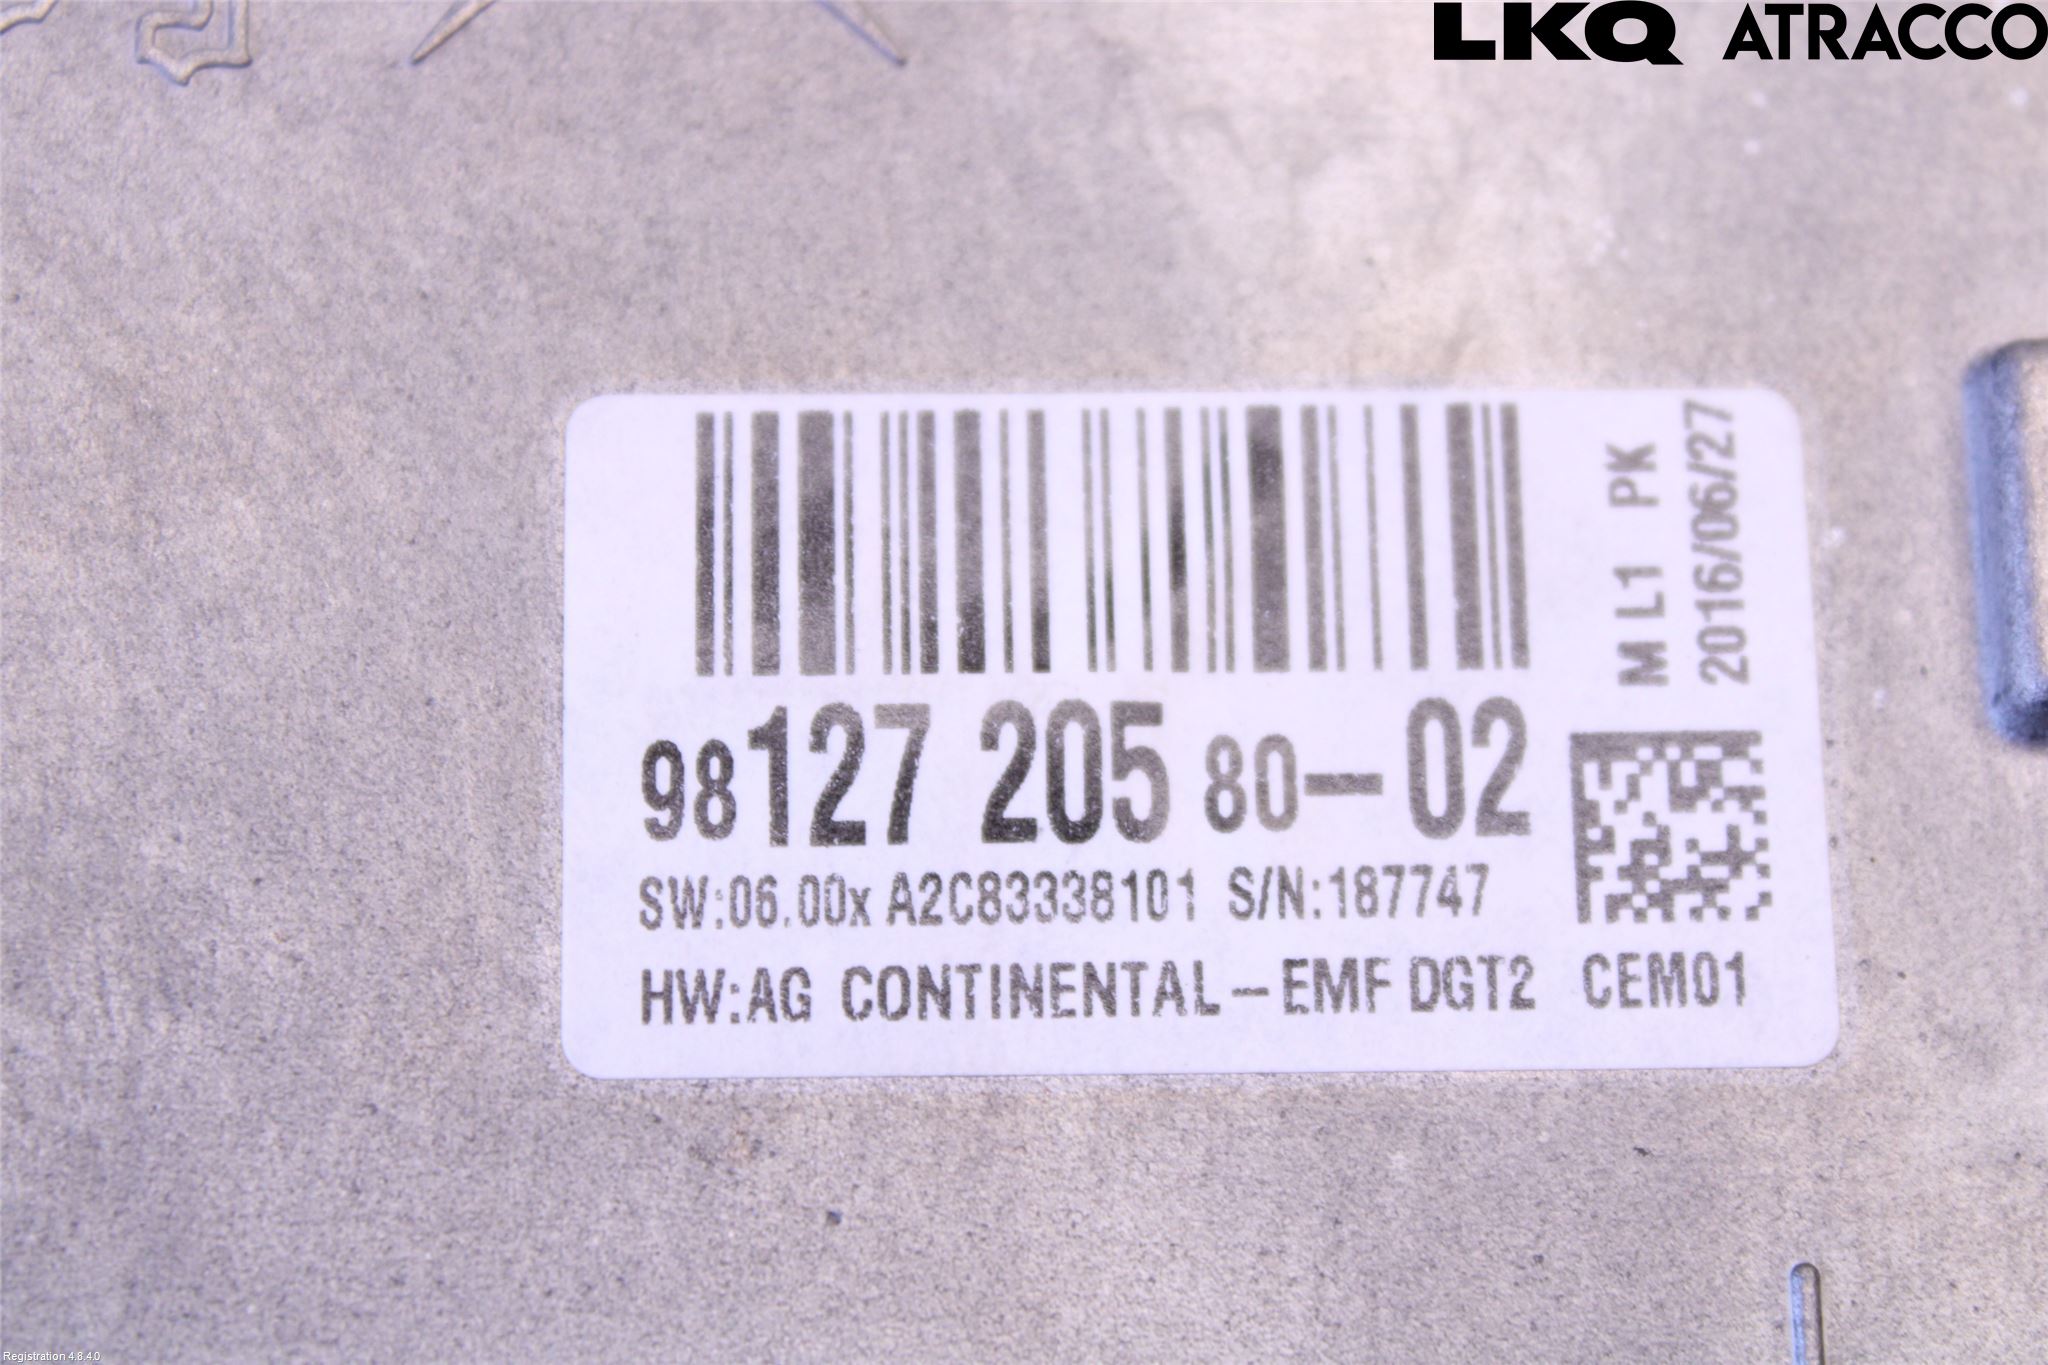 LKQ ATRACCO
M L1 PK
2016/06/27
98127 205 80-02
SW:06.00x A2C83338101 S/N:187747
HW:AG CONTINENTAL-EMF DGT2 CEM01
Registration 4.8.4.0